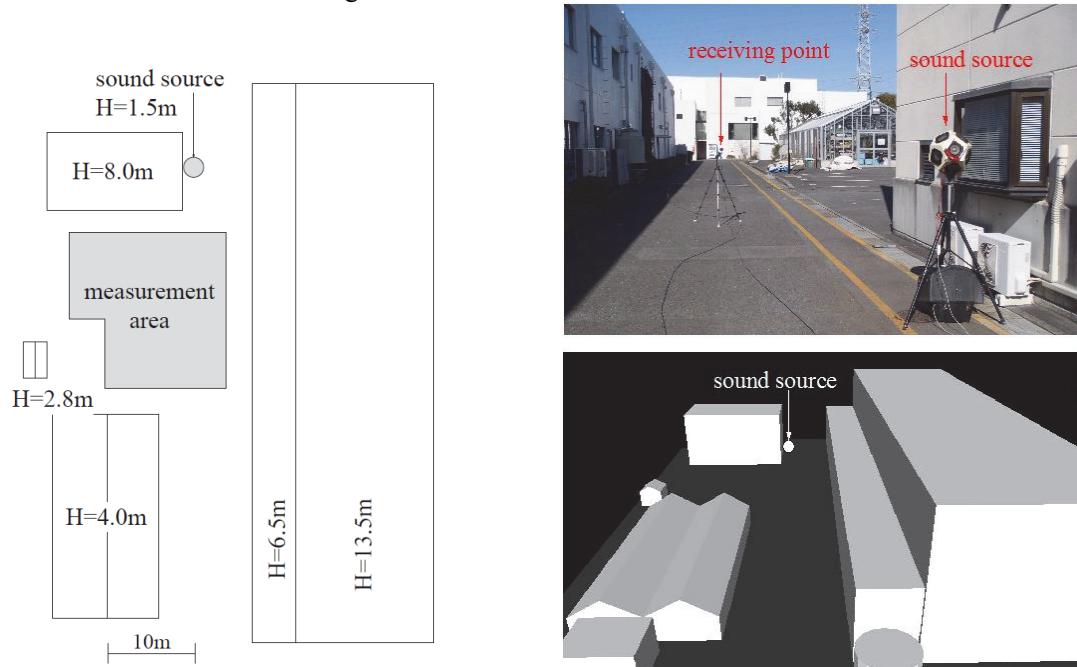 sound source
H=1.5m
H=8.0m
measurement
area
H=2.8m
H=4.0m
H=6.5m
H=13.5m
10m
receiving point
sound source
sound source